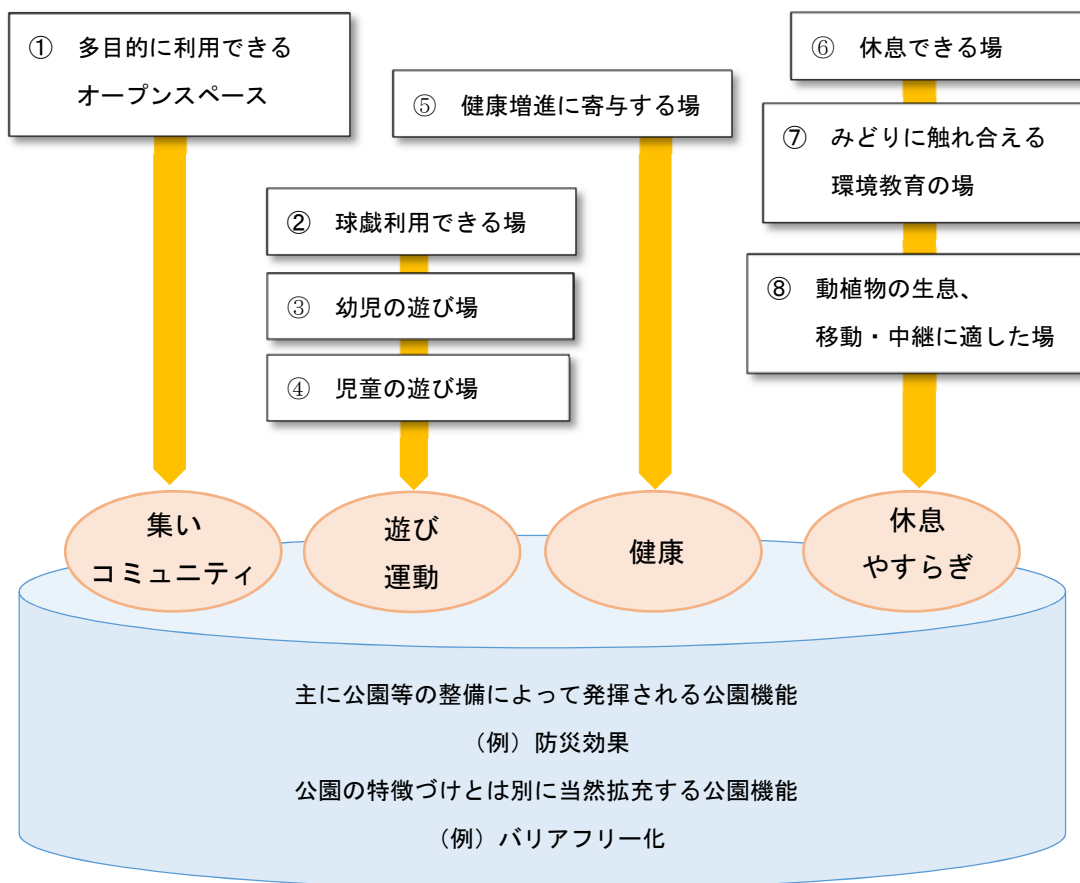 ① 多目的に利用できる
オープンスペース
② 球戯利用できる場
③ 幼児の遊び場
④ 児童の遊び場
⑤ 健康増進に寄与する場
⑥ 休息できる場
⑦ みどりに触れ合える
環境教育の場
⑧ 動植物の生息、
移動・中継に適した場
集い
コミュニティ
遊び
運動
健康
休息
やすらぎ
主に公園等の整備によって発揮される公園機能
（例）防災効果
公園の特徴づけとは別に当然拡充する公園機能
（例）バリアフリー化